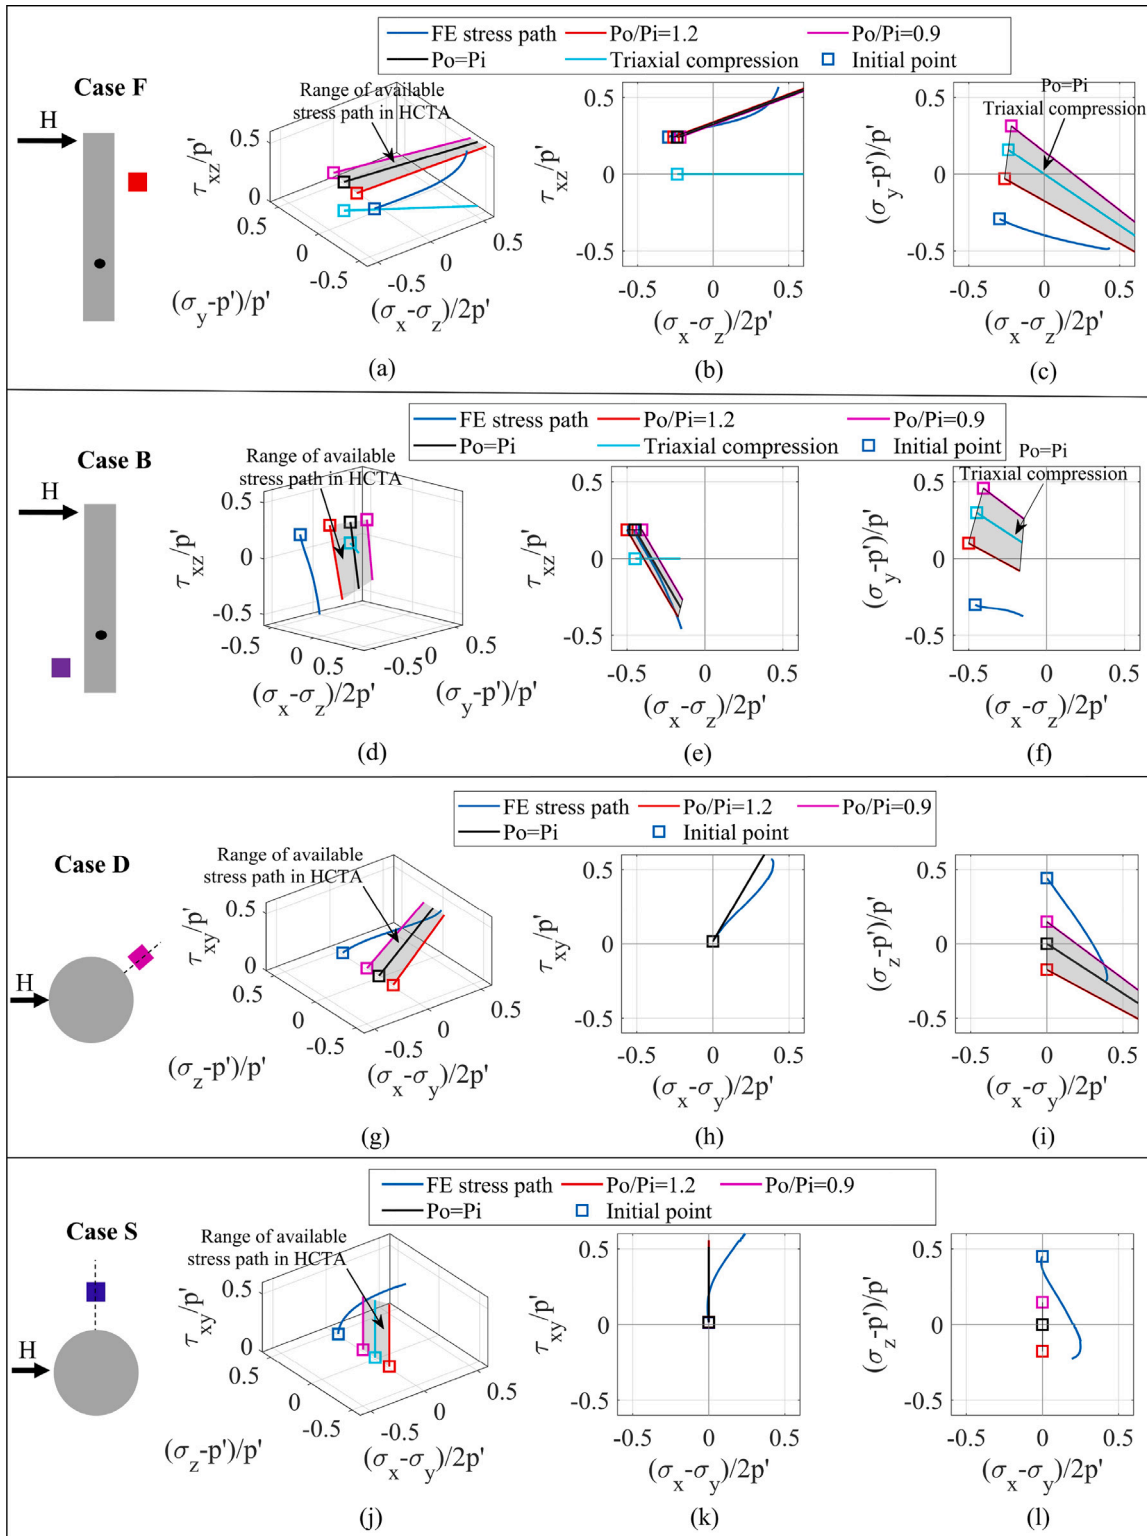 FE stress path Po/Pi=1.2 Po/Pi=0.9
Po=Pi Triaxial compression Initial point
Case F
H
Range of available
stress path in HCTA
τxz/p'
0.5
0
0.5
0
-0.5
-0.5
0
0.5
(σy-p')/p'
(σx-σz)/2p'
(a)
τxz/p'
0.5
0
-0.5
-0.5 0 0.5
(σx-σz)/2p'
(b)
Po=Pi
Triaxial compression
(σy-p')/p'
0.5
0
-0.5
-0.5 0 0.5
(σx-σz)/2p'
(c)
FE stress path Po/Pi=1.2 Po/Pi=0.9
Po=Pi Triaxial compression Initial point
Case B
H
Range of available
stress path in HCTA
τxz/p'
0.5
0
-0.5
-0.5
0
0.5
-0.5
0
0.5
(σx-σz)/2p'
(σy-p')/p'
(d)
τxz/p'
0.5
0
-0.5
-0.5 0 0.5
(σx-σz)/2p'
(e)
Po=Pi
Triaxial compression
(σy-p')/p'
0.5
0
-0.5
-0.5 0 0.5
(σx-σz)/2p'
(f)
FE stress path Po/Pi=1.2 Po/Pi=0.9
Po=Pi Initial point
Case D
H
Range of available
stress path in HCTA
τxy/p'
0.5
0
0.5
0
-0.5
-0.5
0
0.5
(σz-p')/p'
(σx-σy)/2p'
(g)
τxy/p'
0.5
0
-0.5
-0.5 0 0.5
(σx-σy)/2p'
(h)
(σz-p')/p'
0.5
0
-0.5
-0.5 0 0.5
(σx-σy)/2p'
(i)
FE stress path Po/Pi=1.2 Po/Pi=0.9
Po=Pi Initial point
Case S
H
Range of available
stress path in HCTA
τxy/p'
0.5
0
0.5
0
-0.5
-0.5
0
0.5
(σz-p')/p'
(σx-σy)/2p'
(j)
τxy/p'
0.5
0
-0.5
-0.5 0 0.5
(σx-σy)/2p'
(k)
(σz-p')/p'
0.5
0
-0.5
-0.5 0 0.5
(σx-σy)/2p'
(l)